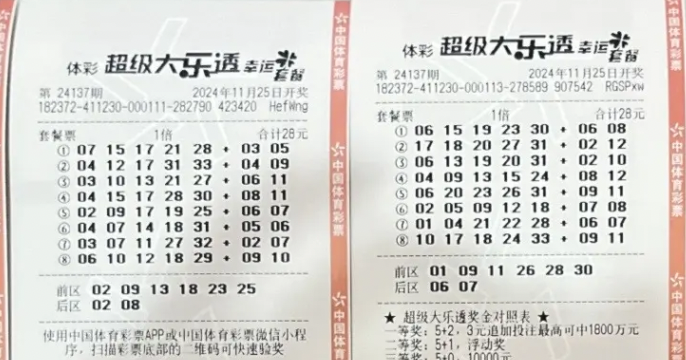 体彩 超级大乐透 幸运 套餐
第 24137期 2024年11月25日开奖
182372-411230-000111-282790 423420 HefWng
套餐票 1倍 合计28元
① 07 15 17 21 28 + 03 05
② 04 12 17 31 33 + 04 09
③ 03 10 13 21 27 + 06 11
④ 04 15 17 28 30 + 08 11
⑤ 02 09 17 19 25 + 06 07
⑥ 04 07 14 18 31 + 05 06
⑦ 03 07 11 27 32 + 02 07
⑧ 06 10 12 18 29 + 09 10
前区 02 09 13 18 23 25
后区 02 08
使用中国体育彩票APP或中国体育彩票微信小程
序，扫描彩票底部的二维码可快速验奖
中国体育彩票
中国体育彩票
体彩 超级大乐透 幸运 套餐
第 24137期 2024年11月25日开奖
182372-411230-000113-278589 907542 RGSPxw
套餐票 1倍 合计28元
① 06 15 19 23 30 + 06 08
② 17 18 20 27 31 + 02 12
③ 06 13 19 20 31 + 02 10
④ 04 09 13 14 26 + 08 12
⑤ 06 20 23 26 31 + 09 11
⑥ 02 05 09 12 18 + 07 08
⑦ 01 04 21 22 28 + 06 07
⑧ 10 17 18 24 33 + 09 11
前区 01 09 11 26 28 30
后区 06 07
★ 超级大乐透奖金对照表 ★
一等奖：5+2，3元追加投注最高可中1800万元
二等奖：5+1，浮动奖
三等奖：5+0，10000元
中国体育彩票